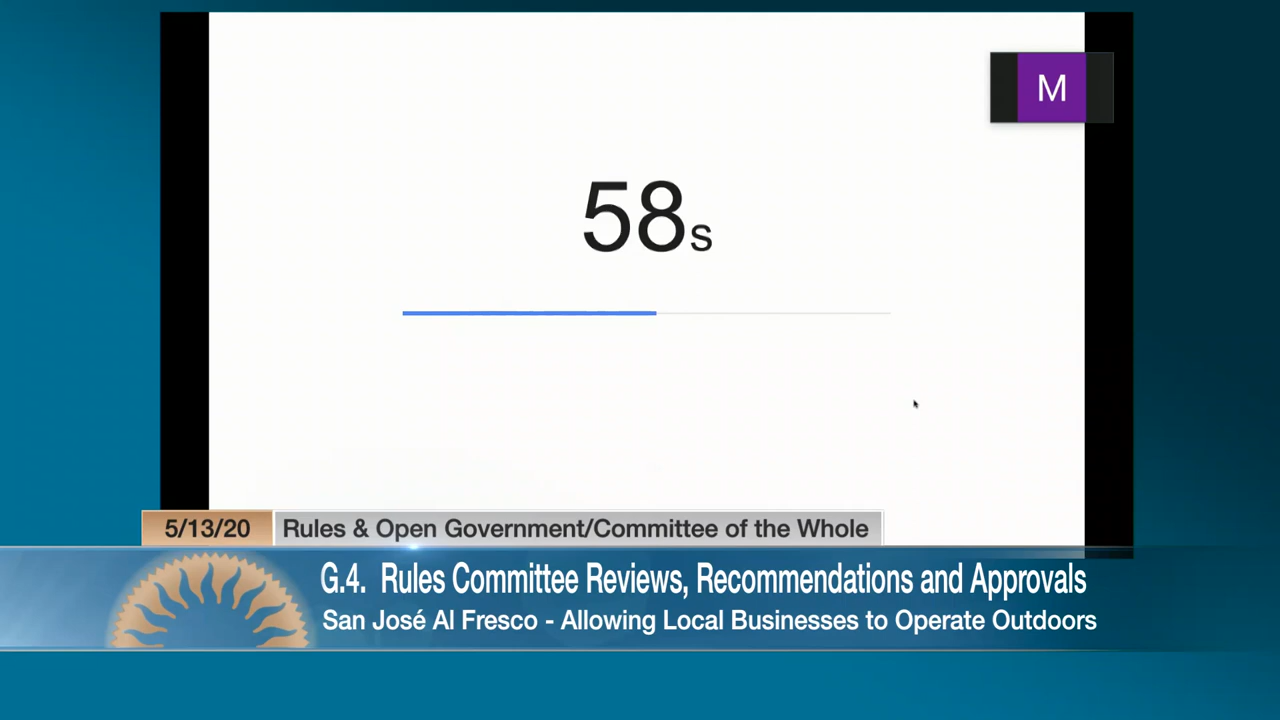 M
58s
5/13/20 Rules & Open Government/Committee of the Whole
G.4. Rules Committee Reviews, Recommendations and Approvals
San José Al Fresco - Allowing Local Businesses to Operate Outdoors